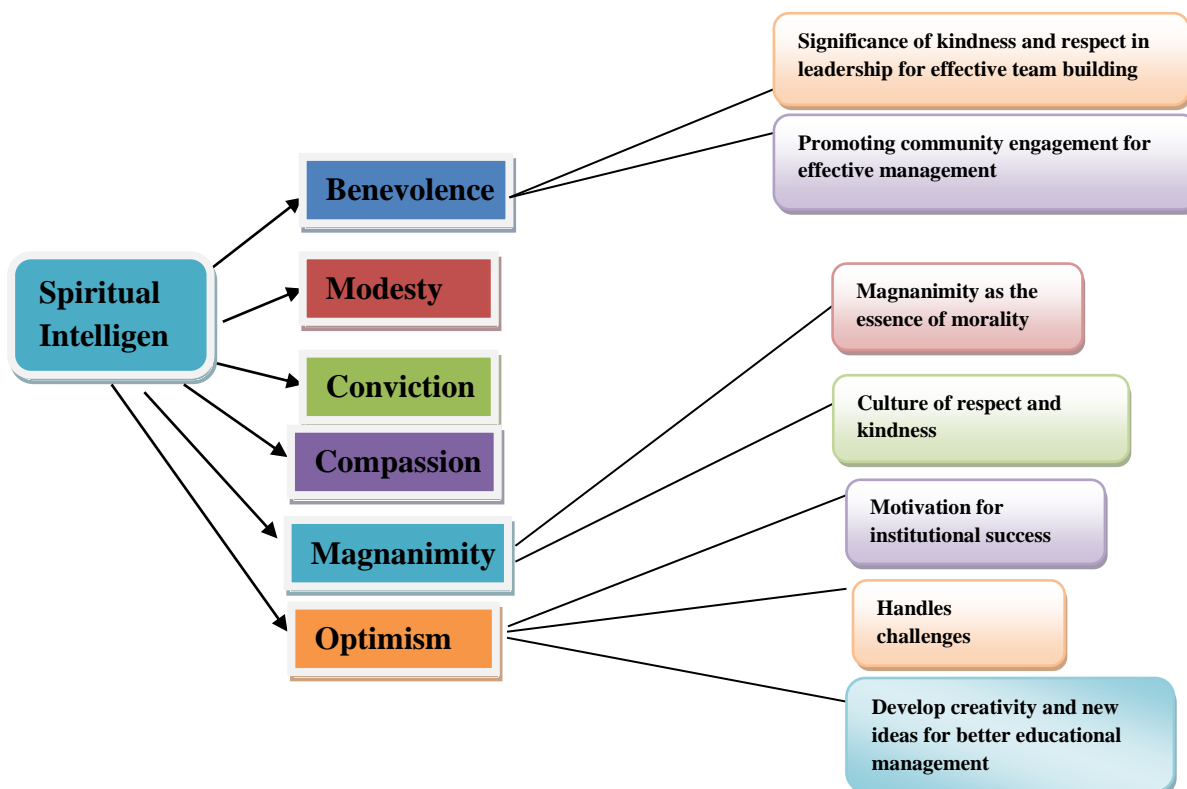 Significance of kindness and respect in
leadership for effective team building
Promoting community engagement for
effective management
Benevolence
Spiritual
Intelligen
Modesty
Conviction
Compassion
Magnanimity
Optimism
Magnanimity as the
essence of morality
Culture of respect and
kindness
Motivation for
institutional success
Handles
challenges
Develop creativity and new
ideas for better educational
management